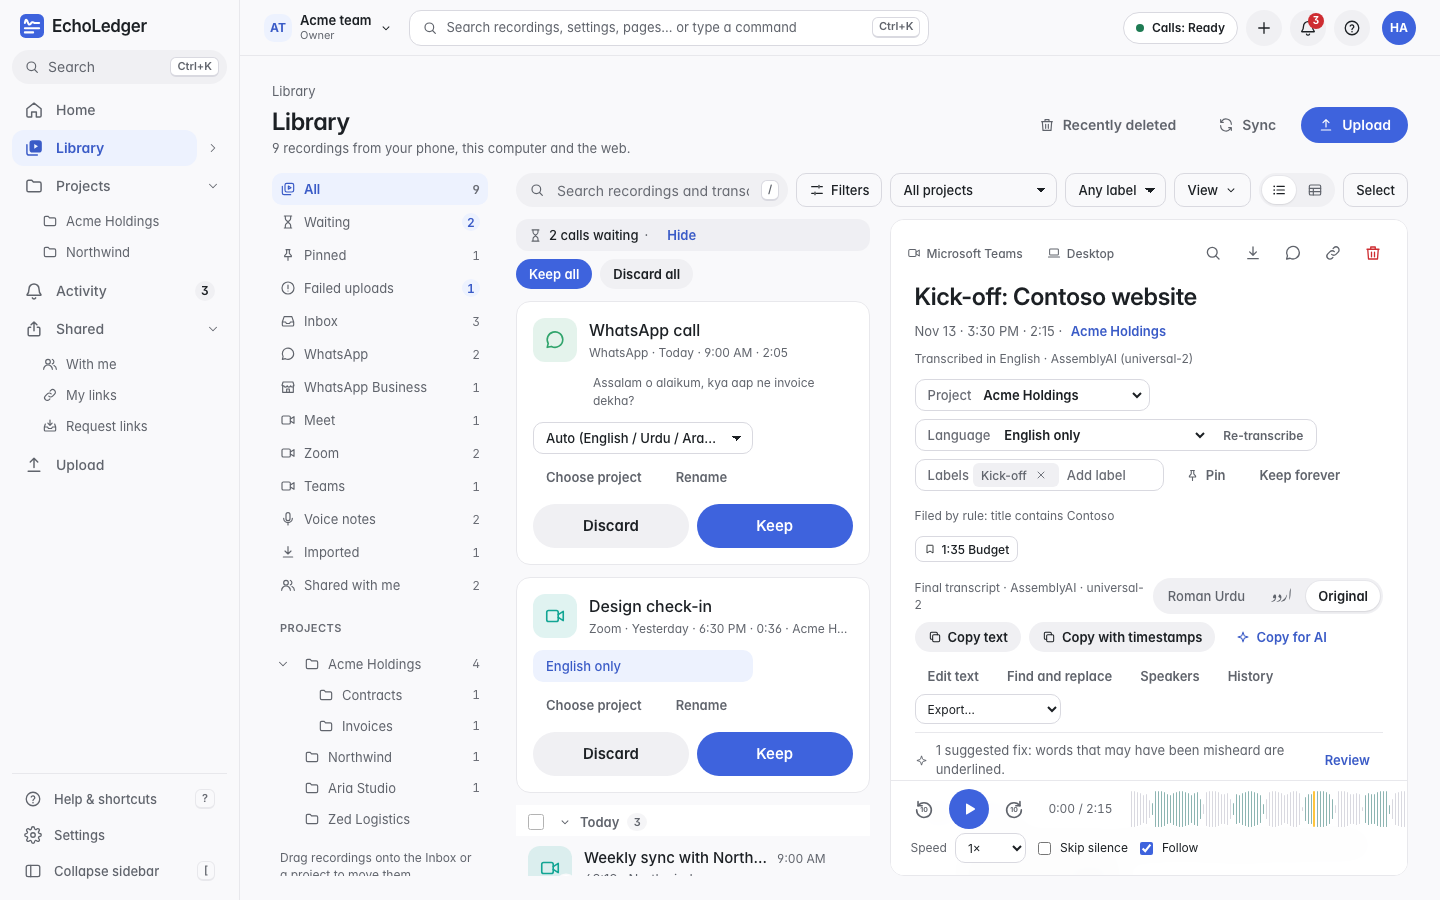 EchoLedger
Search Ctrl+K
Home
Library
Projects
Acme Holdings
Northwind
Activity 3
Shared
With me
My links
Request links
Upload
Help & shortcuts ?
Settings
Collapse sidebar [
AT Acme team
Owner
Search recordings, settings, pages... or type a command Ctrl+K
Calls: Ready
3
HA
Library
Library
9 recordings from your phone, this computer and the web.
Recently deleted
Sync
Upload
All 9
Waiting 2
Pinned 1
Failed uploads 1
Inbox 3
WhatsApp 2
WhatsApp Business 1
Meet 1
Zoom 2
Teams 1
Voice notes 2
Imported 1
Shared with me 2
PROJECTS
Acme Holdings 4
Contracts 1
Invoices 1
Northwind 1
Aria Studio 1
Zed Logistics
Drag recordings onto the Inbox or
a project to move them
Search recordings and transc /
Filters
All projects
Any label
View
Select
2 calls waiting · Hide
Keep all
Discard all
WhatsApp call
WhatsApp · Today · 9:00 AM · 2:05
Assalam o alaikum, kya aap ne invoice
dekha?
Auto (English / Urdu / Ara...
Choose project Rename
Discard Keep
Design check-in
Zoom · Yesterday · 6:30 PM · 0:36 · Acme H...
English only
Choose project Rename
Discard Keep
Today 3
Weekly sync with North... 9:00 AM
Microsoft Teams Desktop
Kick-off: Contoso website
Nov 13 · 3:30 PM · 2:15 · Acme Holdings
Transcribed in English · AssemblyAI (universal-2)
Project Acme Holdings
Language English only Re-transcribe
Labels Kick-off × Add label Pin Keep forever
Filed by rule: title contains Contoso
1:35 Budget
Final transcript · AssemblyAI · universal-
2
Roman Urdu اردو Original
Copy text Copy with timestamps Copy for AI
Edit text Find and replace Speakers History
Export...
1 suggested fix: words that may have been misheard are
underlined.
Review
10 10 0:00 / 2:15
Speed 1× Skip silence Follow